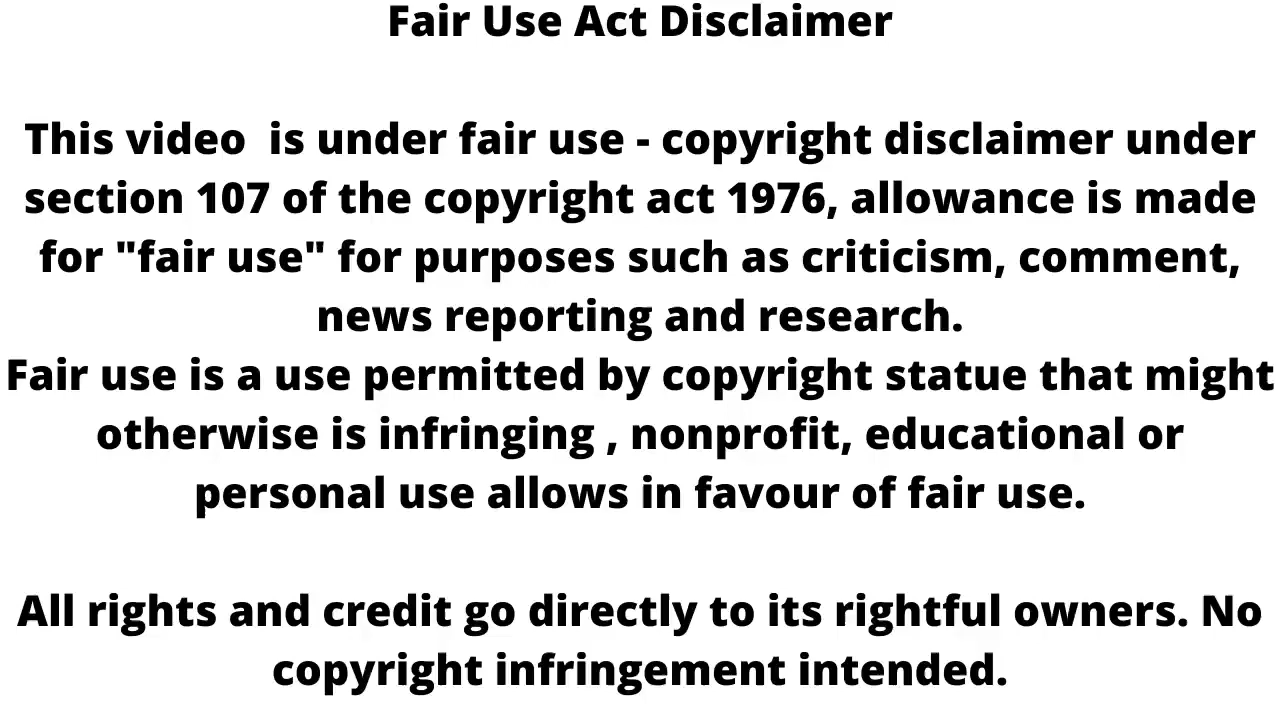 Fair Use Act Disclaimer
This video  is under fair use - copyright disclaimer under
section 107 of the copyright act 1976, allowance is made
for "fair use" for purposes such as criticism, comment,
news reporting and research.
Fair use is a use permitted by copyright statue that might
otherwise is infringing , nonprofit, educational or
personal use allows in favour of fair use.
All rights and credit go directly to its rightful owners. No
copyright infringement intended.